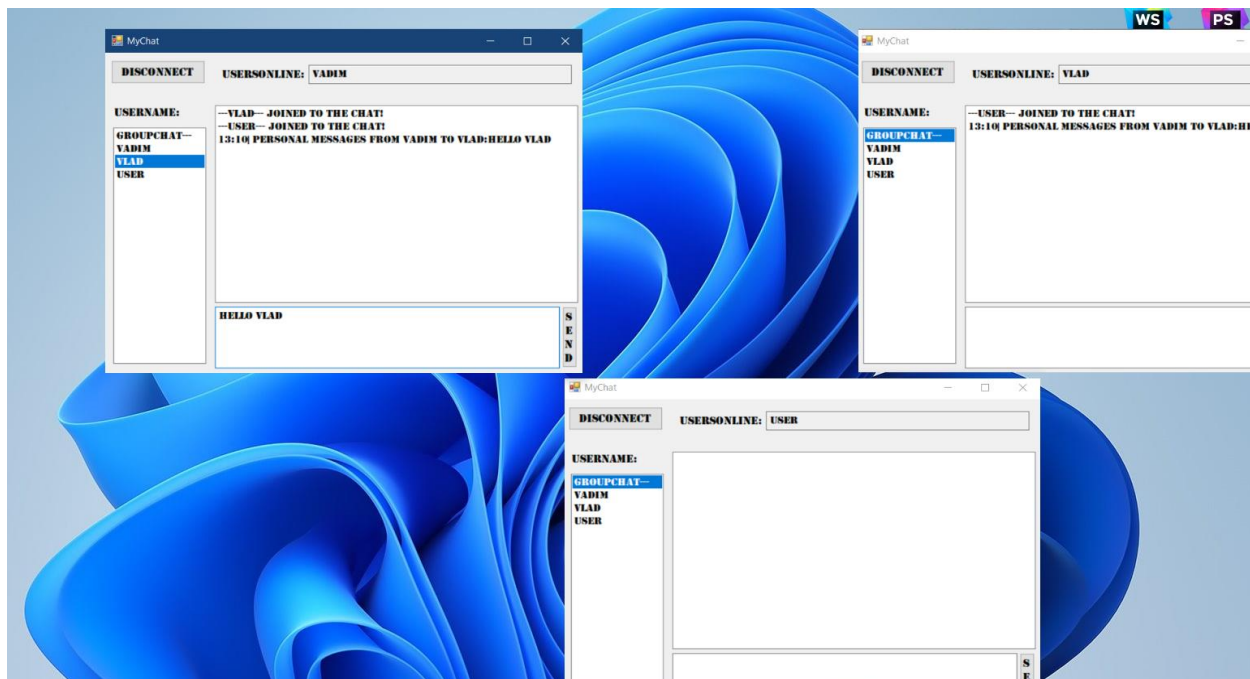 WS PS
MyChat
DISCONNECT USERSONLINE: VADIM
USERNAME:
GROUPCHAT---
VADIM
VLAD
USER
---VLAD--- JOINED TO THE CHAT!
---USER--- JOINED TO THE CHAT!
13:10| PERSONAL MESSAGES FROM VADIM TO VLAD:HELLO VLAD
HELLO VLAD
S
E
N
D
MyChat
DISCONNECT USERSONLINE: VLAD
USERNAME:
GROUPCHAT---
VADIM
VLAD
USER
---USER--- JOINED TO THE CHAT!
13:10| PERSONAL MESSAGES FROM VADIM TO VLAD:HE
MyChat
DISCONNECT USERSONLINE: USER
USERNAME:
GROUPCHAT---
VADIM
VLAD
USER
S
E